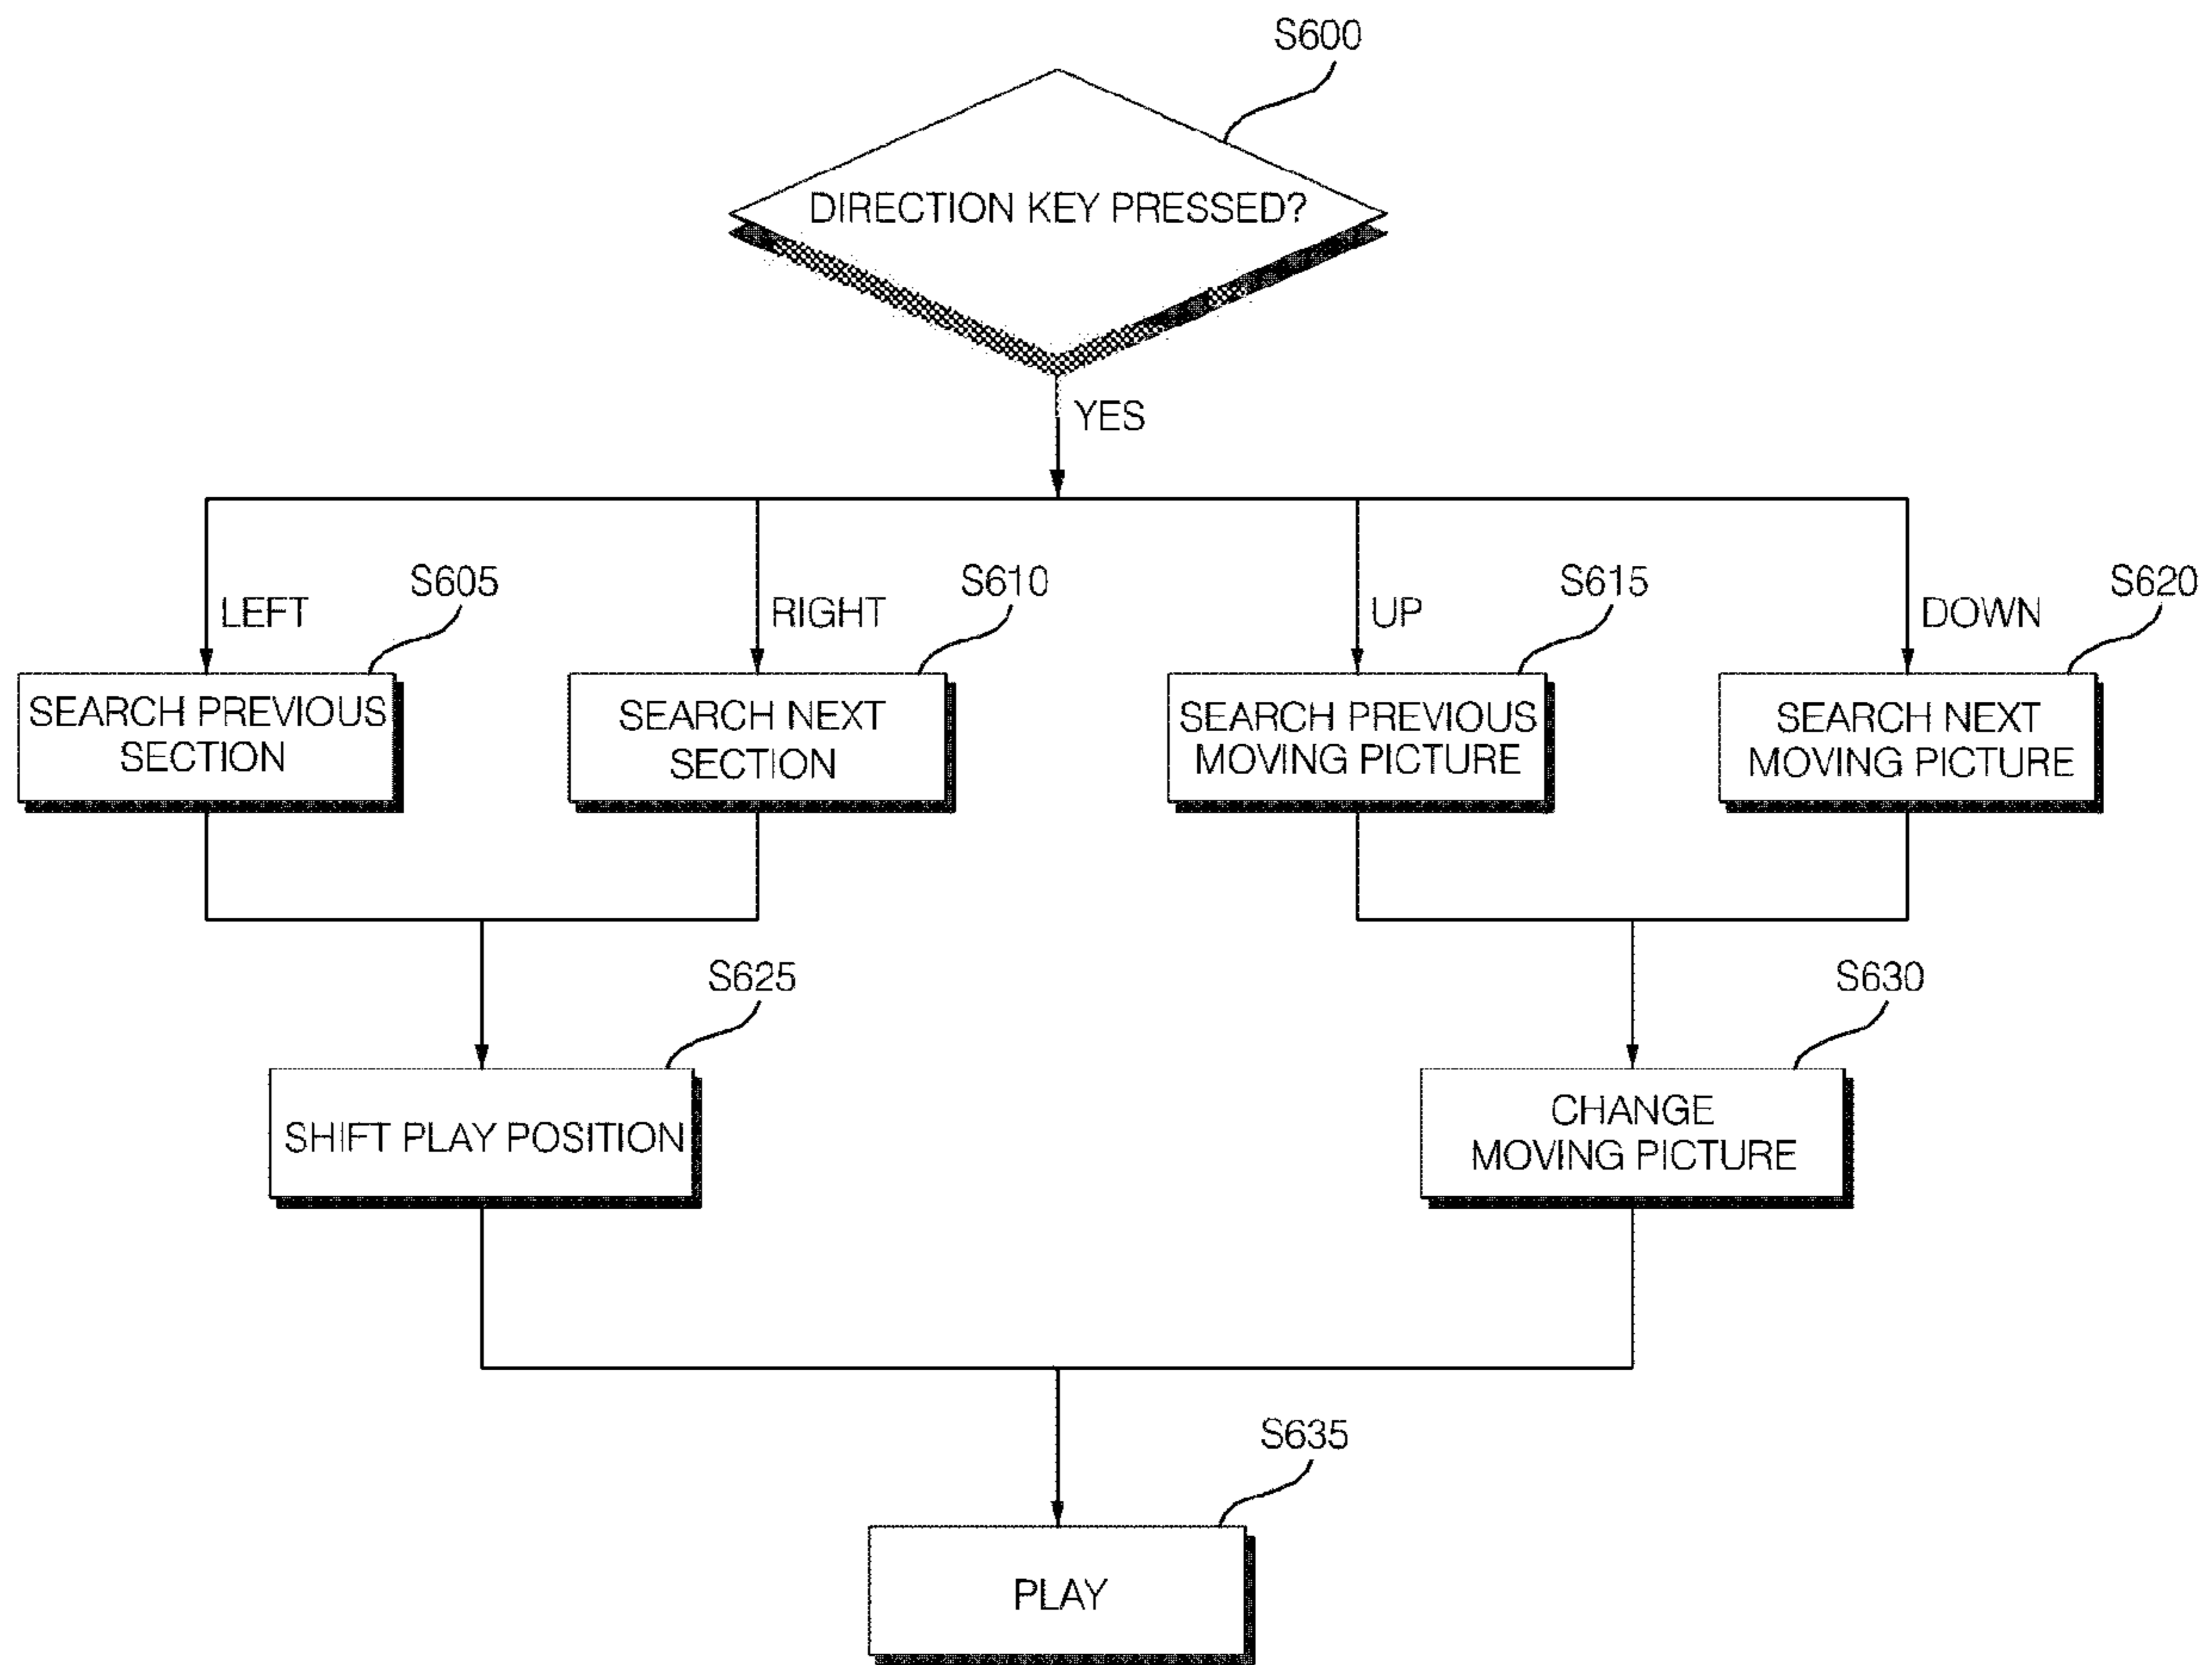 S600
DIRECTION KEY PRESSED?
YES
LEFT
S605
RIGHT
S610
UP
S615
DOWN
S620
SEARCH PREVIOUS
SECTION
SEARCH NEXT
SECTION
SEARCH PREVIOUS
MOVING PICTURE
SEARCH NEXT
MOVING PICTURE
S625
SHIFT PLAY POSITION
S630
CHANGE
MOVING PICTURE
S635
PLAY